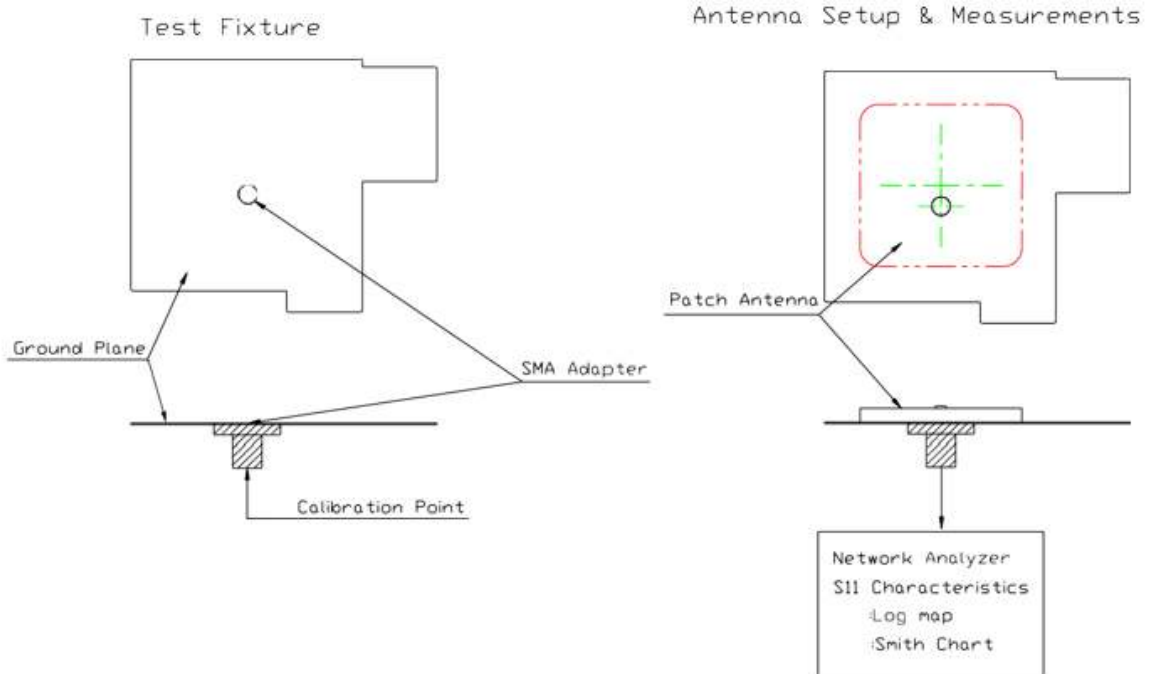 Test Fixture
Antenna Setup & Measurements
Ground Plane
SMA Adapter
Calibration Point
Patch Antenna
Network Analyzer
S11 Characteristics
:Log map
:Smith Chart